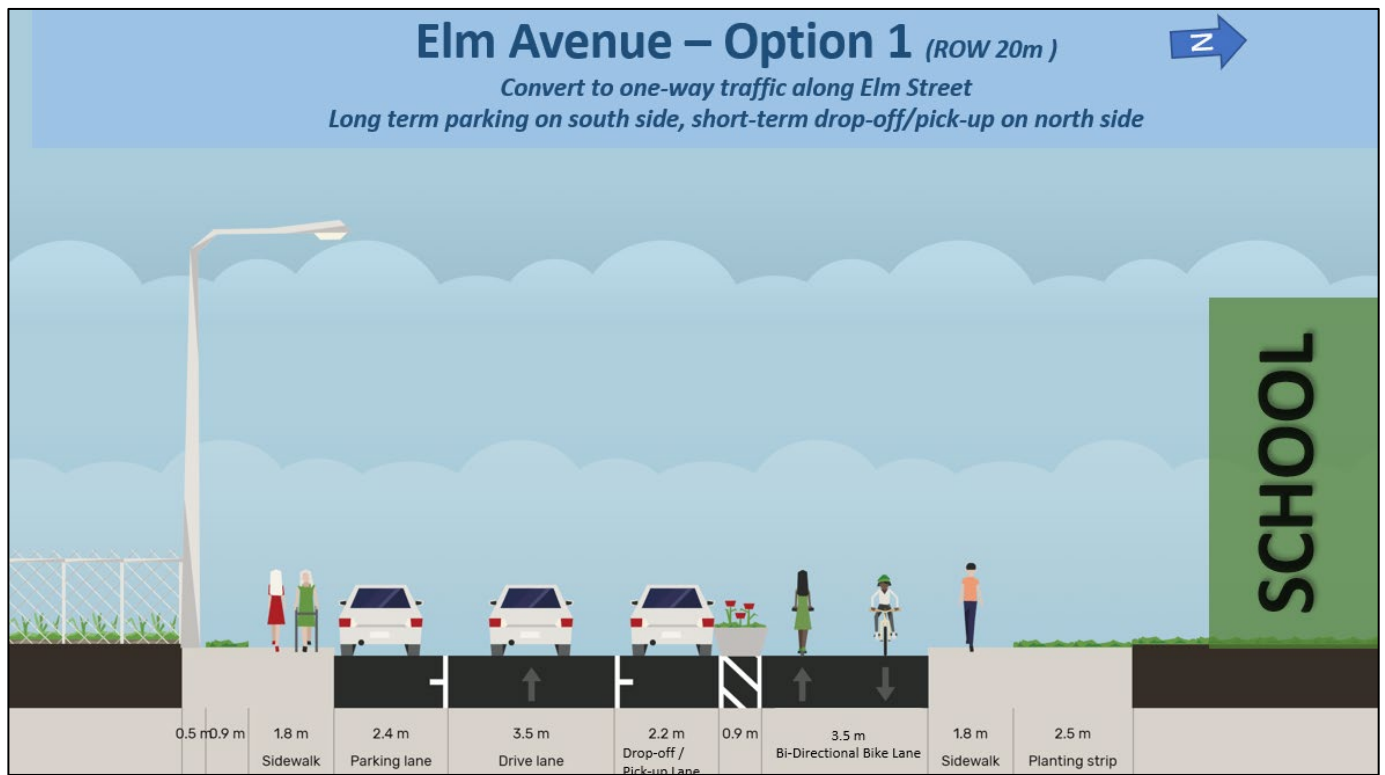 Elm Avenue – Option 1 (ROW 20m )
N
Convert to one-way traffic along Elm Street
Long term parking on south side, short-term drop-off/pick-up on north side
SCHOOL
0.5 m
0.9 m
1.8 m
Sidewalk
2.4 m
Parking lane
3.5 m
Drive lane
2.2 m
Drop-off /
Pick-up Lane
0.9 m
3.5 m
Bi-Directional Bike Lane
1.8 m
Sidewalk
2.5 m
Planting strip